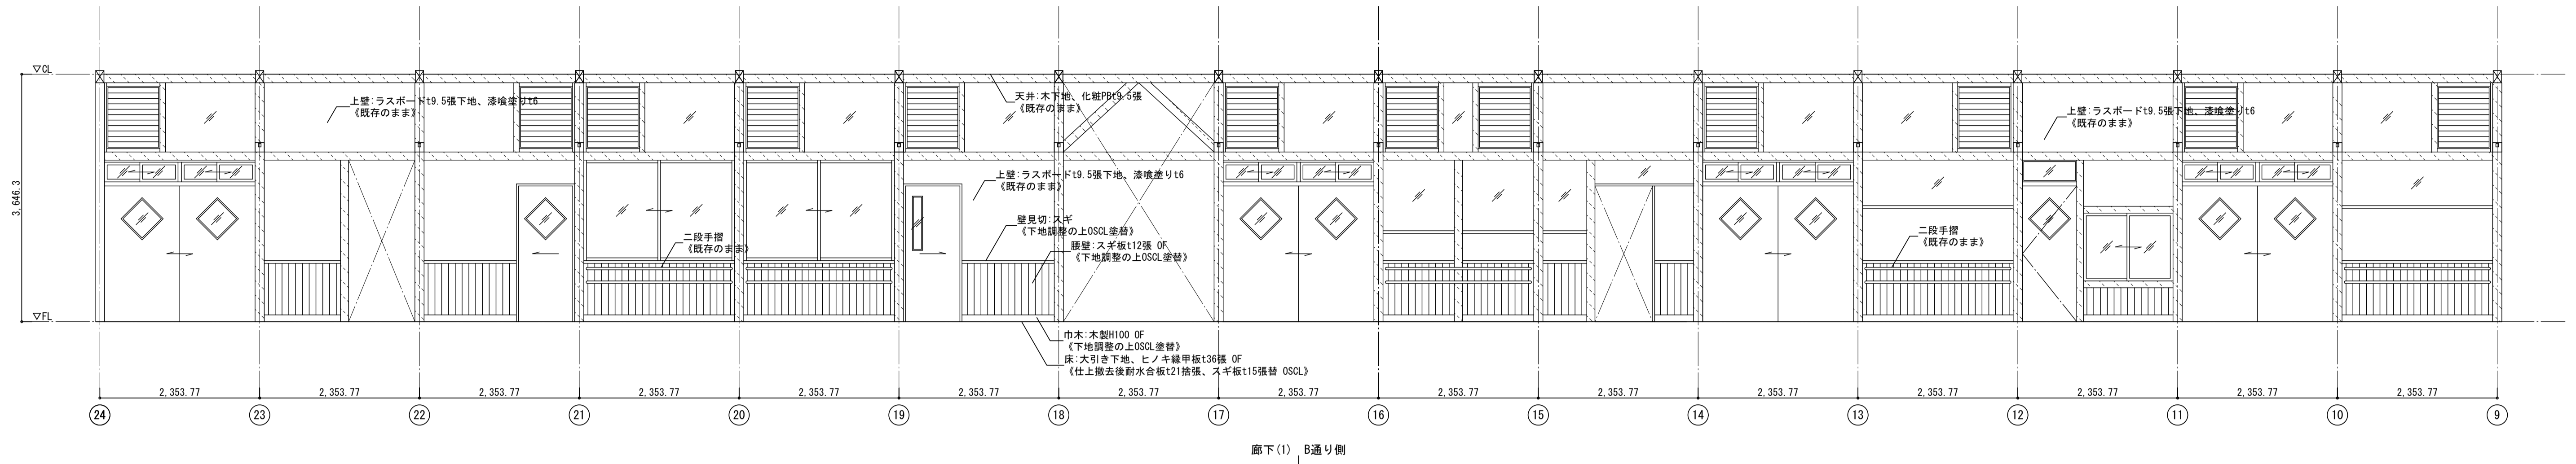 ▽CL
上壁:ラスボードt9.5張下地、漆喰塗りt6
《既存のまま》
天井:木下地、化粧PBt9.5張
《既存のまま》
上壁:ラスボードt9.5張下地、漆喰塗りt6
《既存のまま》
上壁:ラスボードt9.5張下地、漆喰塗りt6
《既存のまま》
3,646.3
壁見切:スギ
《下地調整の上OSCL塗替》
二段手摺
《既存のまま》
腰壁:スギ板t12張 OF
《下地調整の上OSCL塗替》
二段手摺
《既存のまま》
▽FL
巾木:木製H100 OF
《下地調整の上OSCL塗替》
床:大引き下地、ヒノキ縁甲板t36張 OF
《仕上撤去後耐水合板t21捨張、スギ板t15張替 OSCL》
2,353.77 2,353.77 2,353.77 2,353.77 2,353.77 2,353.77 2,353.77 2,353.77 2,353.77 2,353.77 2,353.77 2,353.77 2,353.77 2,353.77 2,353.77
24 23 22 21 20 19 18 17 16 15 14 13 12 11 10 9
廊下(1) B通り側